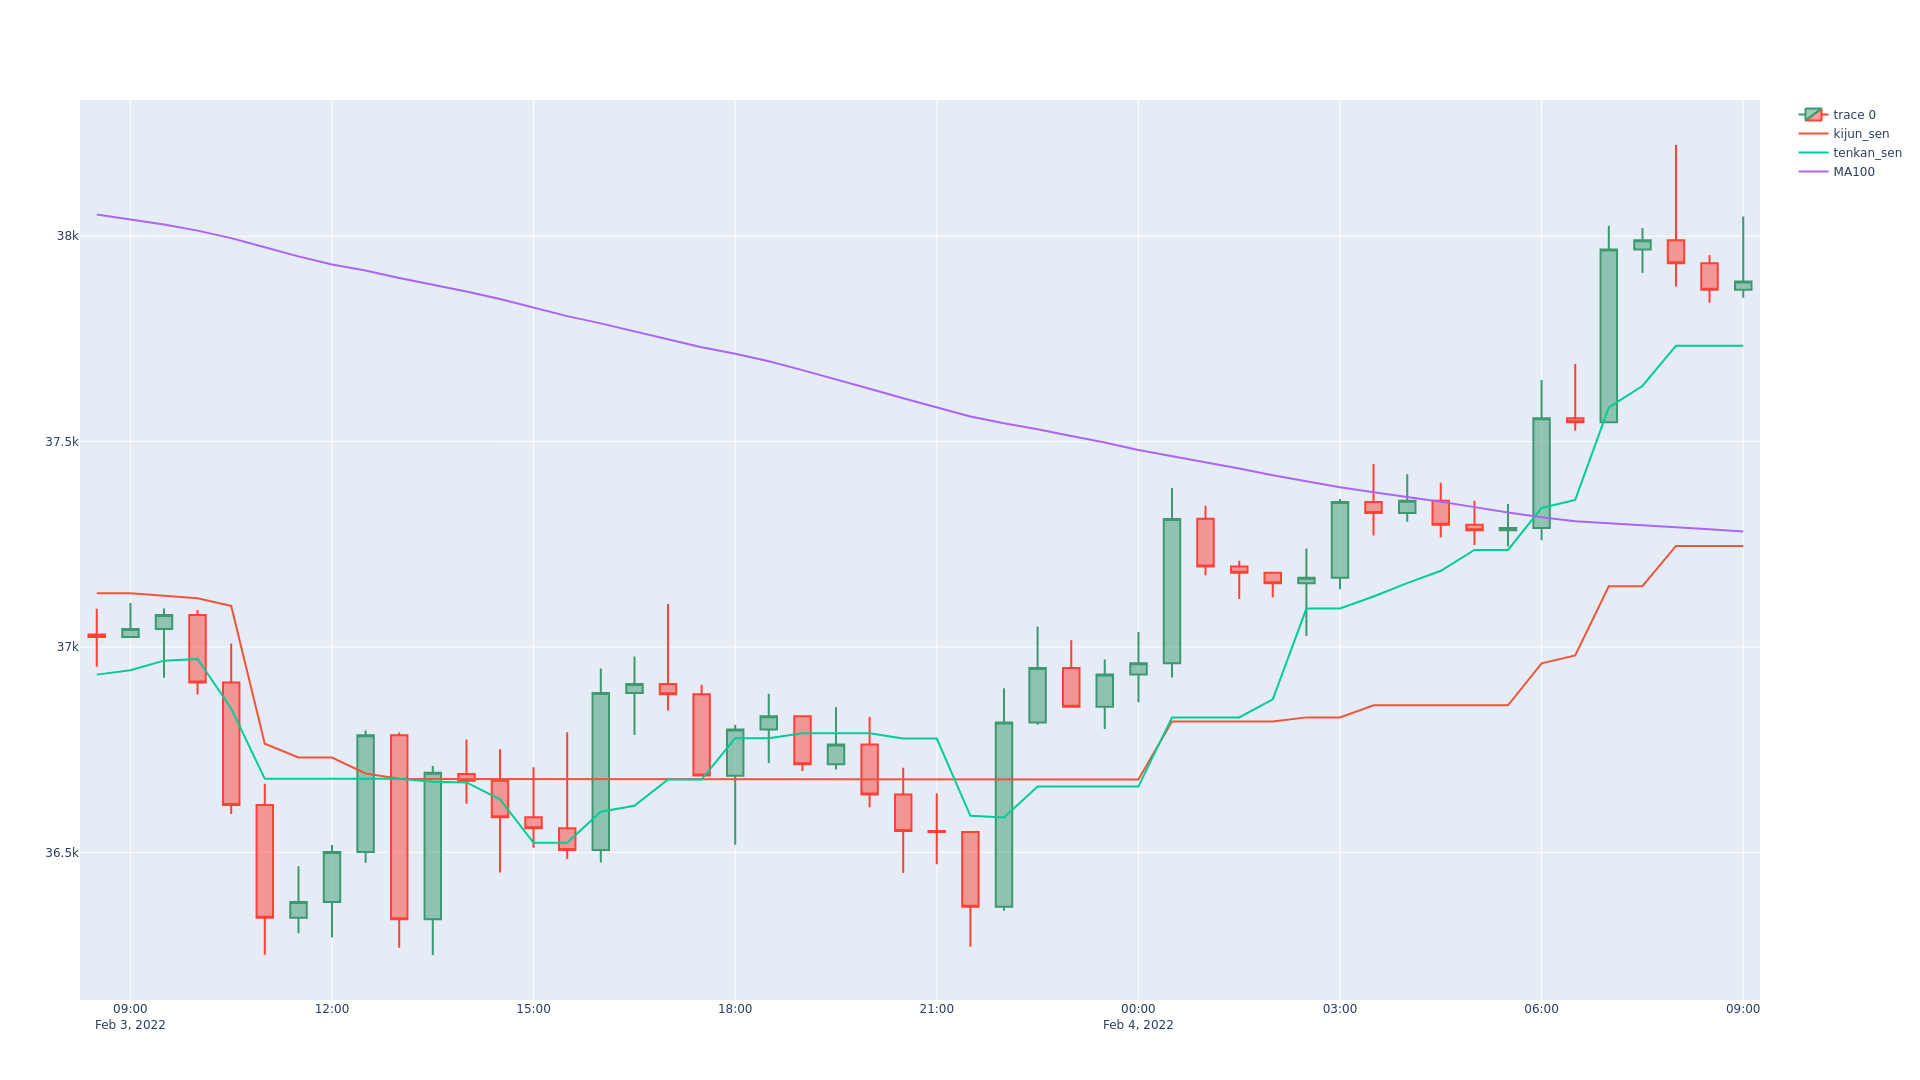 trace 0
kijun_sen
tenkan_sen
MA100
38k
37.5k
37k
36.5k
09:00 12:00 15:00 18:00 21:00 00:00 03:00 06:00 09:00
Feb 3, 2022 Feb 4, 2022